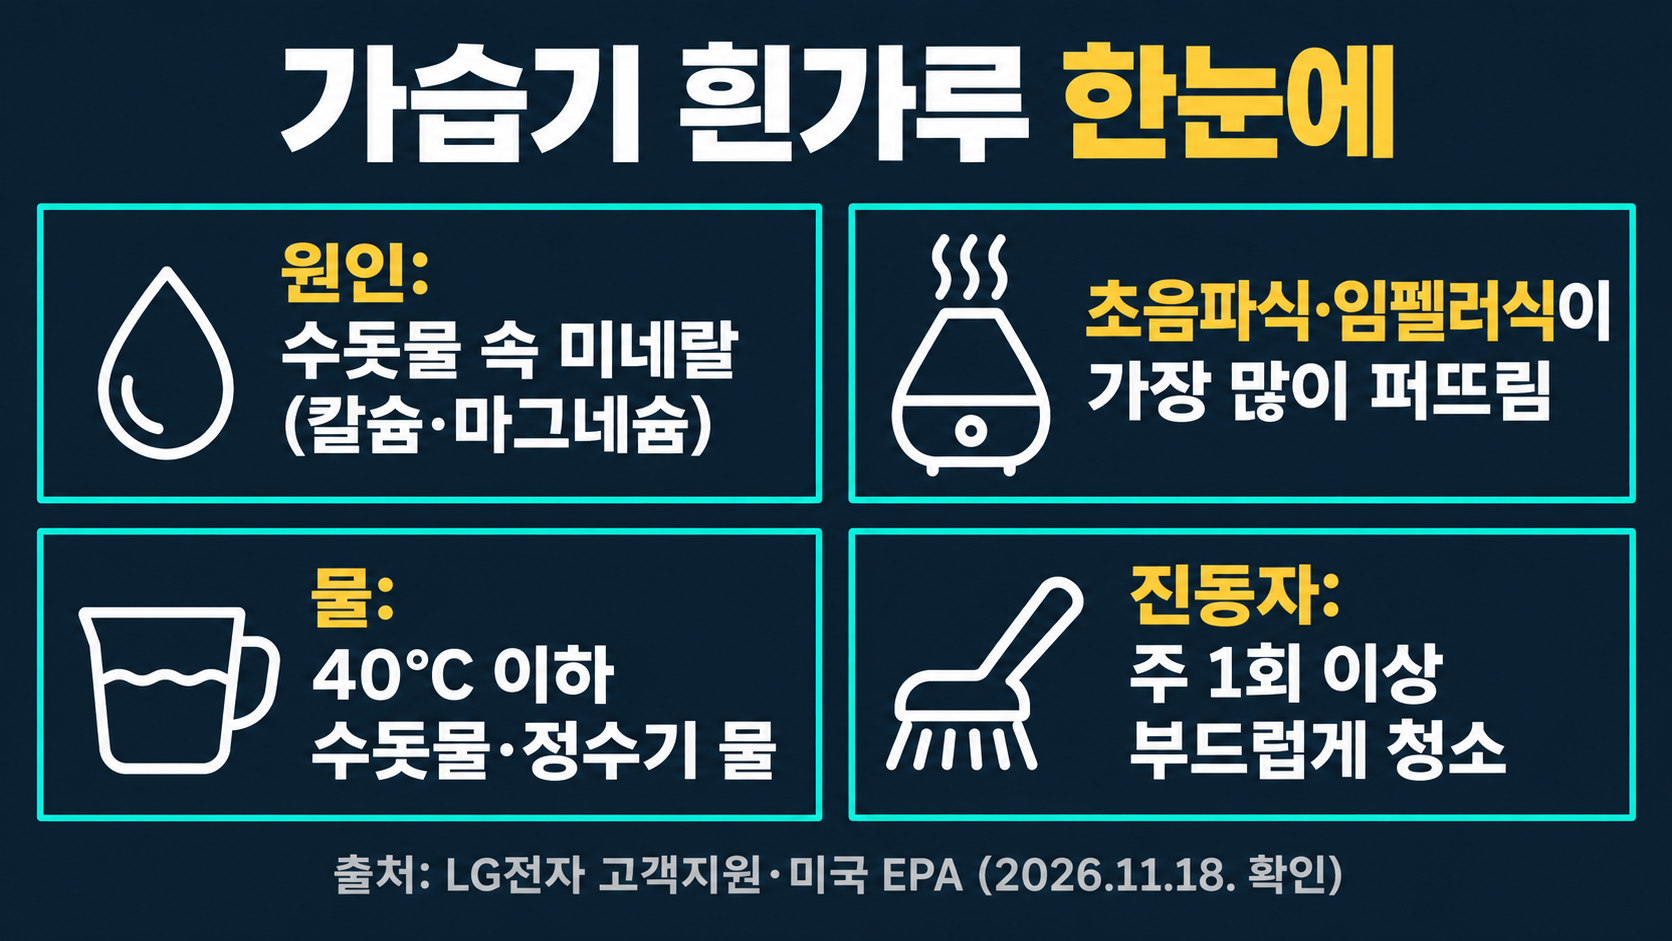 가습기 흰가루 한눈에
원인:
수돗물 속 미네랄
(칼슘·마그네슘)
초음파식·임펠러식이
가장 많이 퍼뜨림
물:
40°C 이하
수돗물·정수기 물
진동자:
주 1회 이상
부드럽게 청소
출처: LG전자 고객지원·미국 EPA (2026.11.18. 확인)